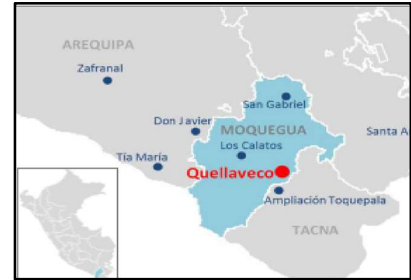 AREQUIPA
Zafranal
San Gabriel
Don Javier
MOQUEGUA
Santa A
Los Calatos
Tía María
Quellaveco
Ampliación Toquepala
TACNA